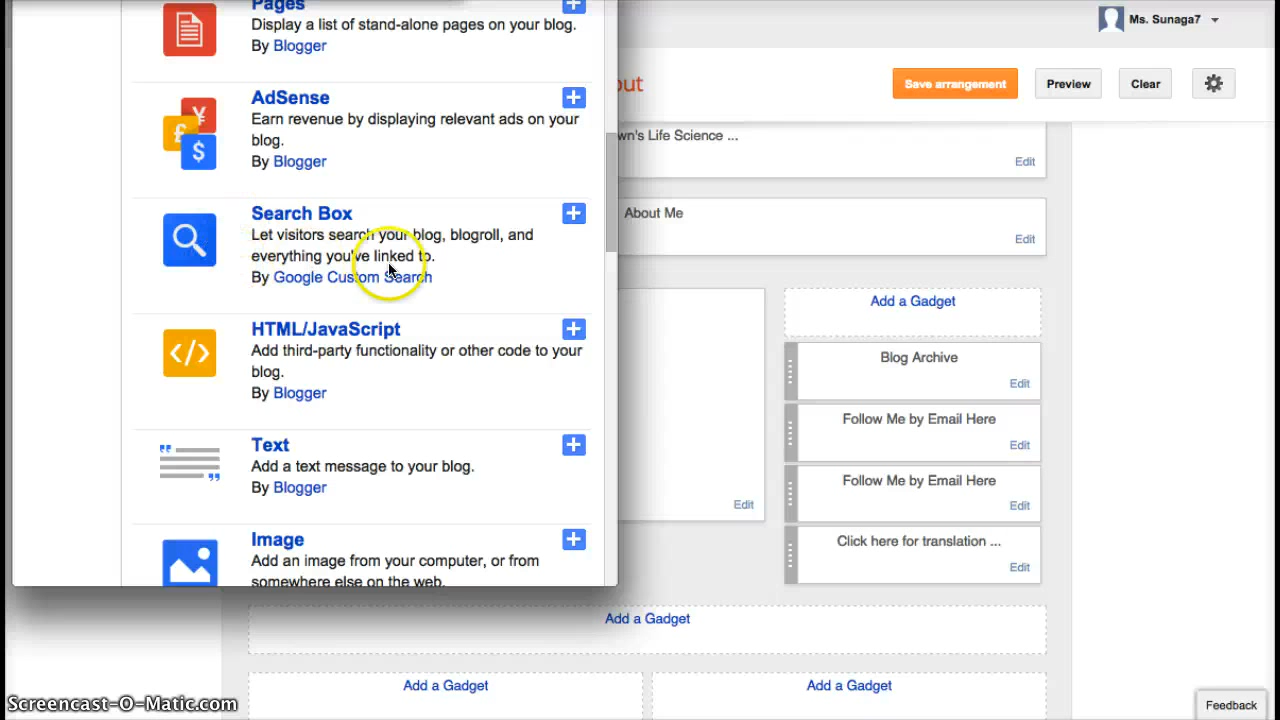 Pages
Display a list of stand-alone pages on your blog.
By Blogger
AdSense
Earn revenue by displaying relevant ads on your
blog.
By Blogger
¥
£
$
Search Box
Let visitors search your blog, blogroll, and
everything you've linked to.
By Google Custom Search
HTML/JavaScript
Add third-party functionality or other code to your
blog.
By Blogger
</>
Text
Add a text message to your blog.
By Blogger
Image
Add an image from your computer, or from
somewhere else on the web.
Ms. Sunaga7
out
Save arrangement
Preview
Clear
wn's Life Science ...
Edit
About Me
Edit
Edit
Add a Gadget
Blog Archive
Edit
Follow Me by Email Here
Edit
Follow Me by Email Here
Edit
Click here for translation ...
Edit
Add a Gadget
Add a Gadget
Add a Gadget
Feedback
Screencast-O-Matic.com